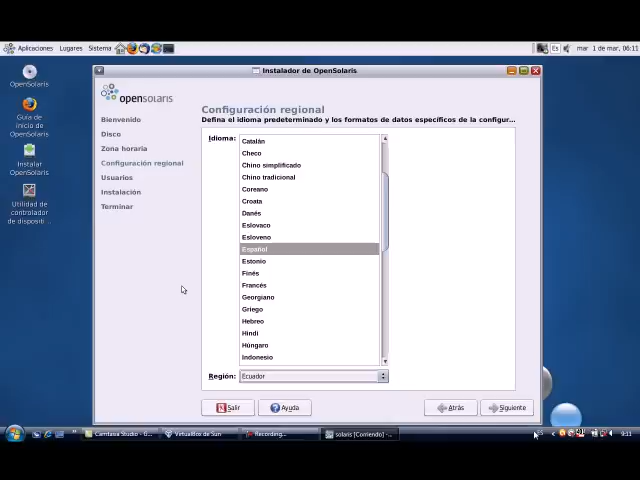 Aplicaciones Lugares Sistema
Es
mar 1 de mar, 06:11
Instalador de OpenSolaris
OpenSolaris
Guía de
inicio de
OpenSolaris
Instalar
OpenSolaris
Utilidad de
controlador
de dispositi...
opensolaris
Bienvenido
Disco
Zona horaria
Configuración regional
Usuarios
Instalación
Terminar
Configuración regional
Defina el idioma predeterminado y los formatos de datos específicos de la configur...
Idioma:
Catalán
Checo
Chino simplificado
Chino tradicional
Coreano
Croata
Danés
Eslovaco
Esloveno
Español
Estonio
Finés
Francés
Georgiano
Griego
Hebreo
Hindi
Húngaro
Indonesio
Región:
Ecuador
Salir
Ayuda
Atrás
Siguiente
Camtasia Studio - G...
VirtualBox de Sun
Recording...
solaris [Corriendo] -...
ES
9:11